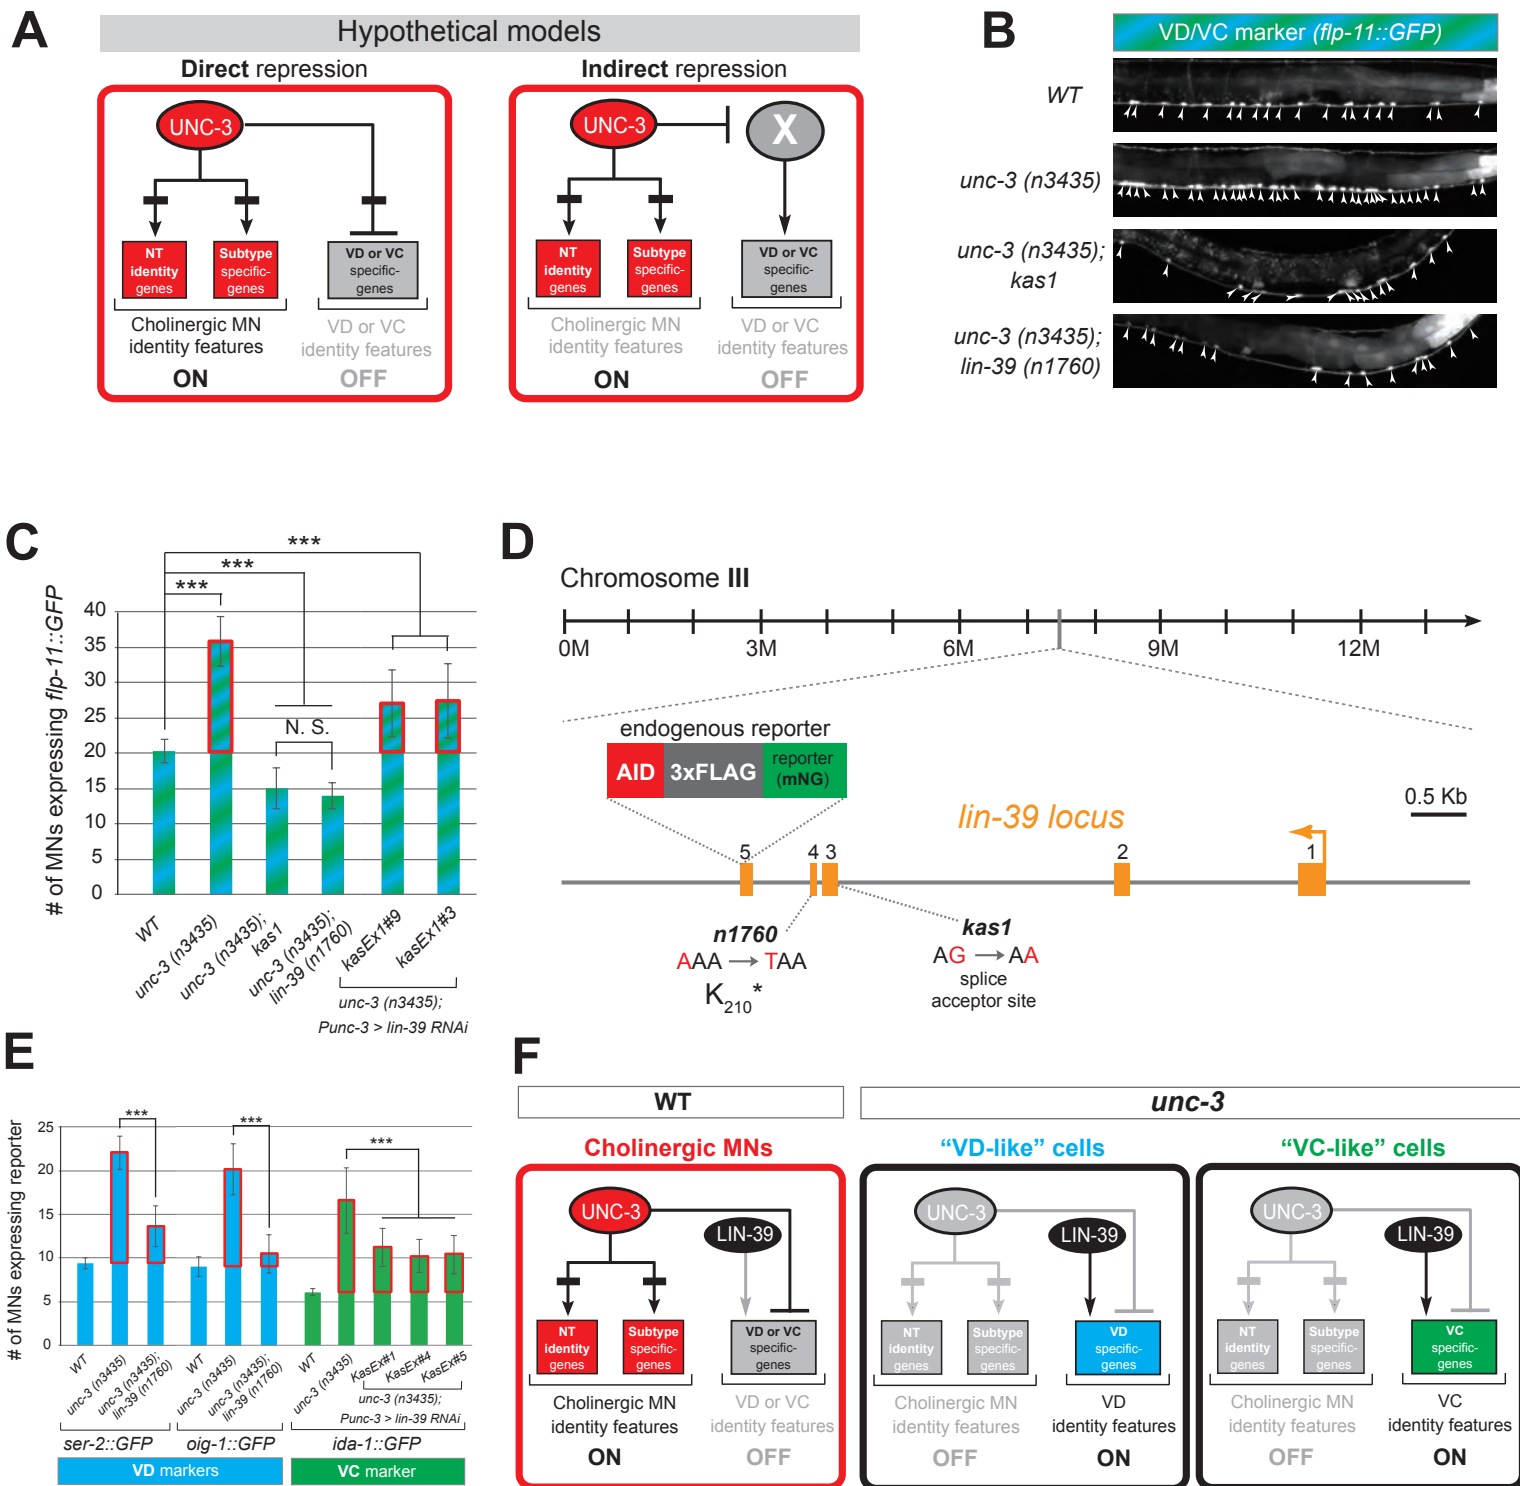 A
Hypothetical models
Direct repression
UNC-3
NT
identity
genes
Subtype
specific-
genes
VD or VC
specific-
genes
Cholinergic MN
identity features
ON
VD or VC
identity features
OFF
Indirect repression
UNC-3
X
NT
identity
genes
Subtype
specific-
genes
VD or VC
specific-
genes
Cholinergic MN
identity features
ON
VD or VC
identity features
OFF
B
VD/VC marker (flp-11::GFP)
WT
unc-3 (n3435)
unc-3 (n3435);
kas1
unc-3 (n3435);
lin-39 (n1760)
C
# of MNs expressing flp-11::GFP
40
35
30
25
20
15
10
5
0
***
***
***
N. S.
WT
unc-3 (n3435)
unc-3 (n3435);
kas1
unc-3 (n3435);
lin-39 (n1760)
kasEx1#9
kasEx1#3
unc-3 (n3435);
Punc-3 > lin-39 RNAi
D
Chromosome III
0M 3M 6M 9M 12M
endogenous reporter
AID 3xFLAG reporter
(mNG)
lin-39 locus
0.5 Kb
5 4 3 2 1
n1760
AAA → TAA
K210*
kas1
AG → AA
splice
acceptor site
E
# of MNs expressing reporter
25
20
15
10
5
0
***
***
***
WT
unc-3 (n3435)
unc-3 (n3435);
lin-39 (n1760)
WT
unc-3 (n3435)
unc-3 (n3435);
lin-39 (n1760)
WT
unc-3 (n3435)
KasEx#1
KasEx#4
KasEx#5
unc-3 (n3435);
Punc-3 > lin-39 RNAi
ser-2::GFP
oig-1::GFP
ida-1::GFP
VD markers
VC marker
F
WT
unc-3
Cholinergic MNs
UNC-3
LIN-39
NT
identity
genes
Subtype
specific-
genes
VD or VC
specific-
genes
Cholinergic MN
identity features
ON
VD or VC
identity features
OFF
“VD-like” cells
UNC-3
LIN-39
NT
identity
genes
Subtype
specific-
genes
VD
specific-
genes
Cholinergic MN
identity features
OFF
VD
identity features
ON
“VC-like” cells
UNC-3
LIN-39
NT
identity
genes
Subtype
specific-
genes
VC
specific-
genes
Cholinergic MN
identity features
OFF
VC
identity features
ON